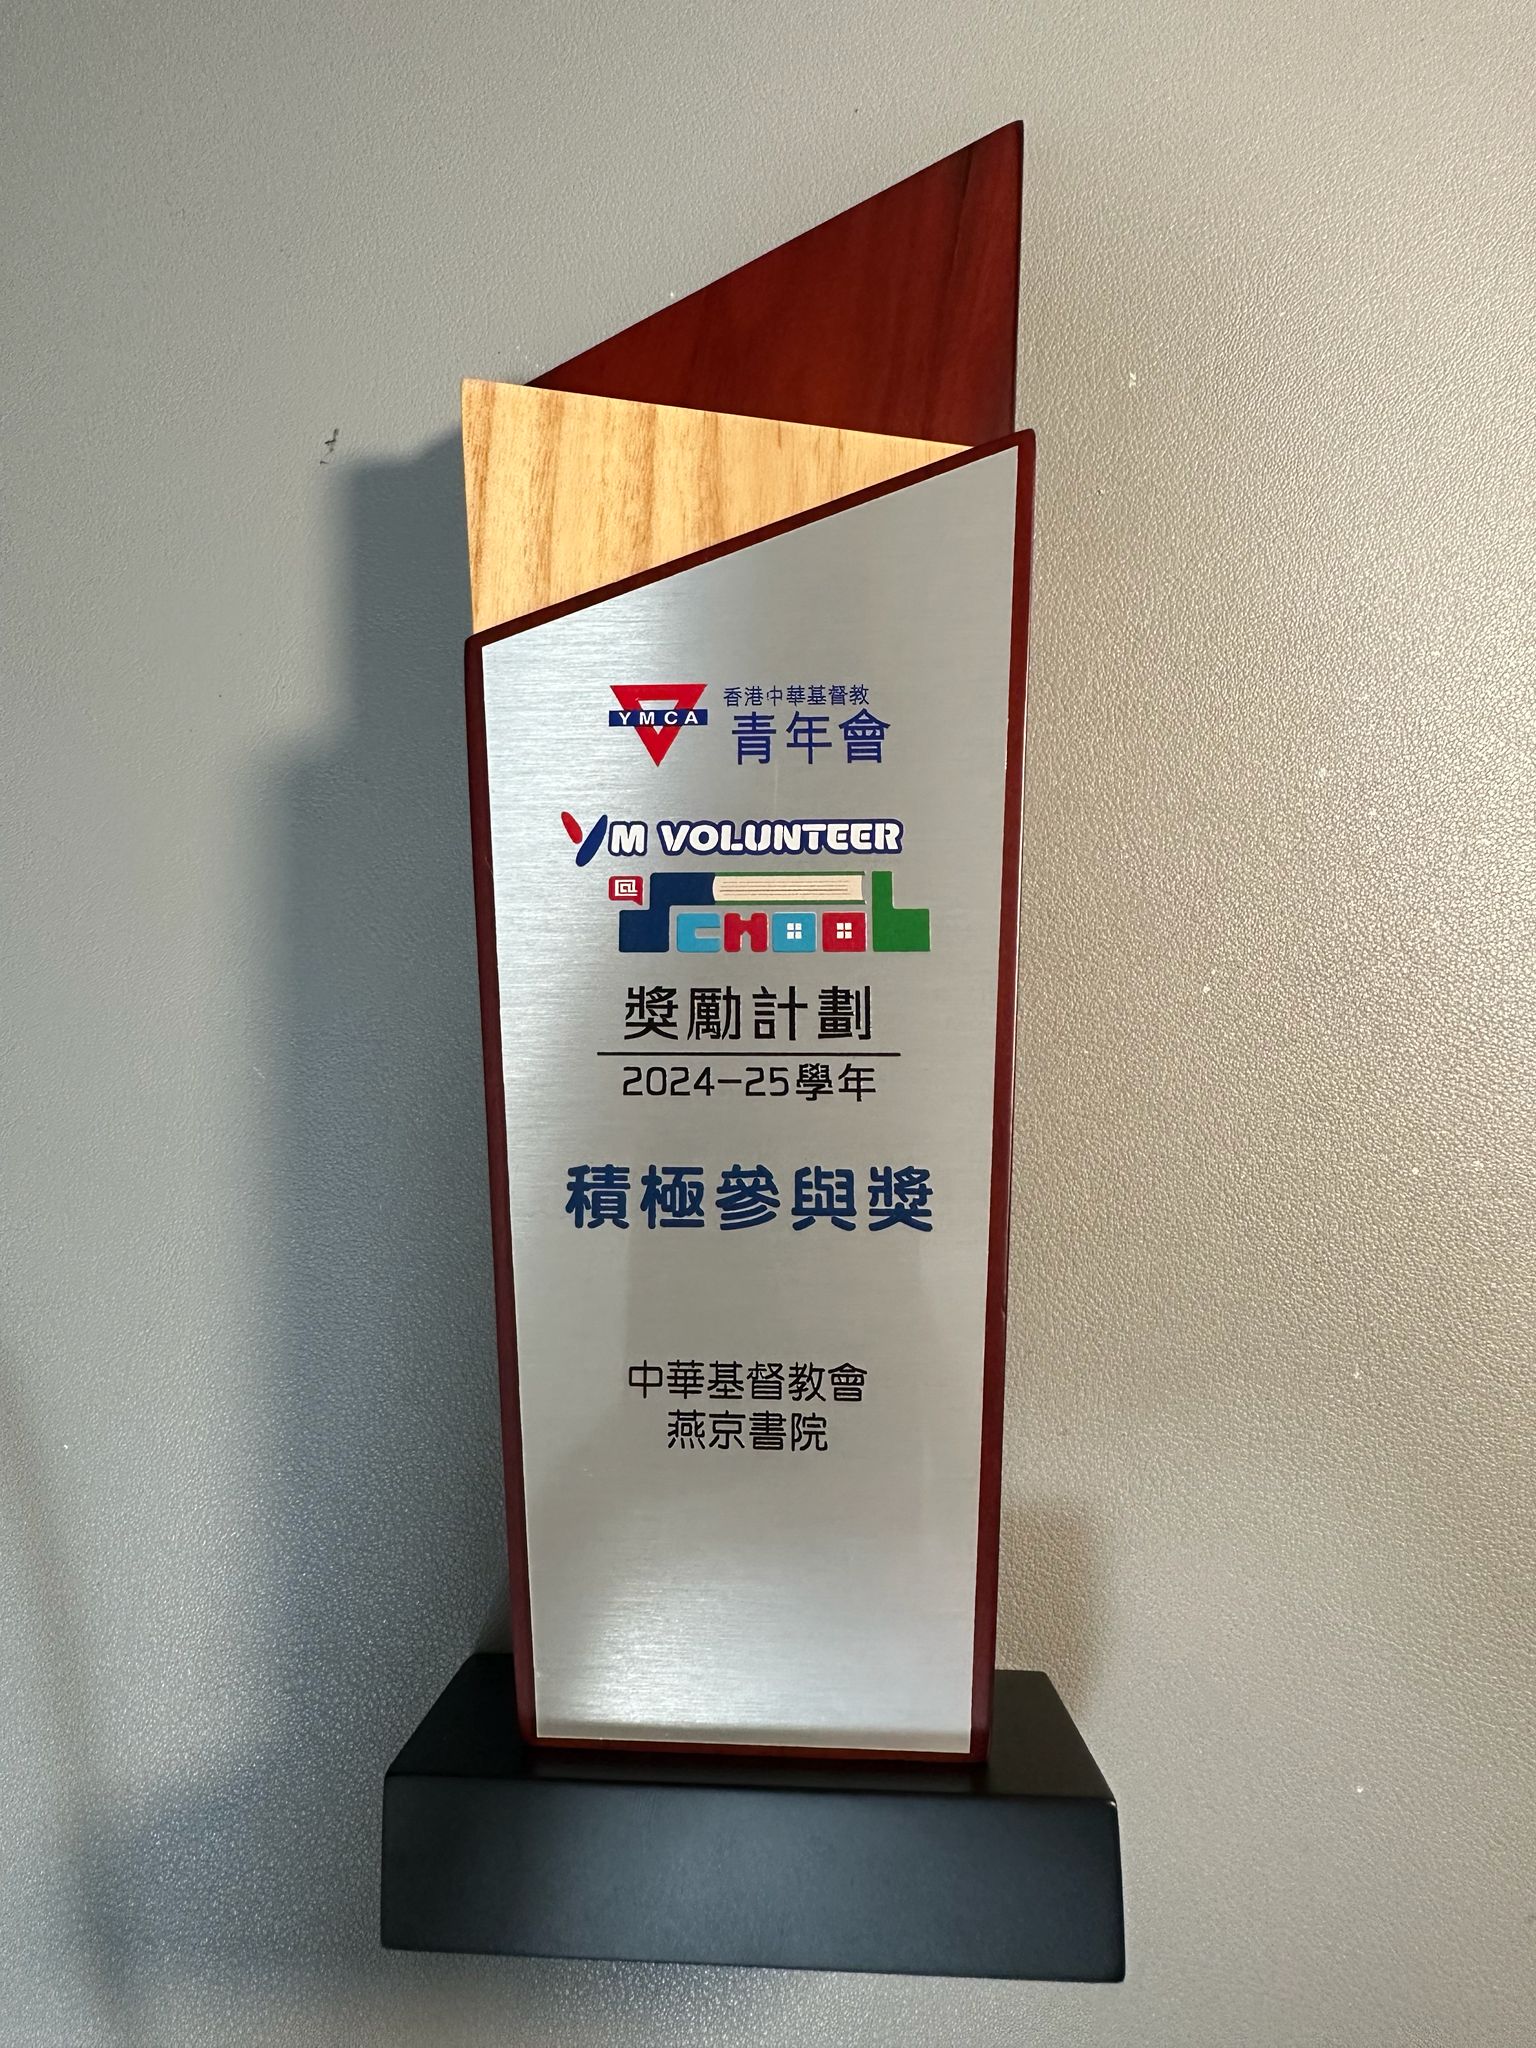 YMCA
香港中華基督教
青年會
YM VOLUNTEER
@SCHOOL
獎勵計劃
2024-25學年
積極參與獎
中華基督教會
燕京書院